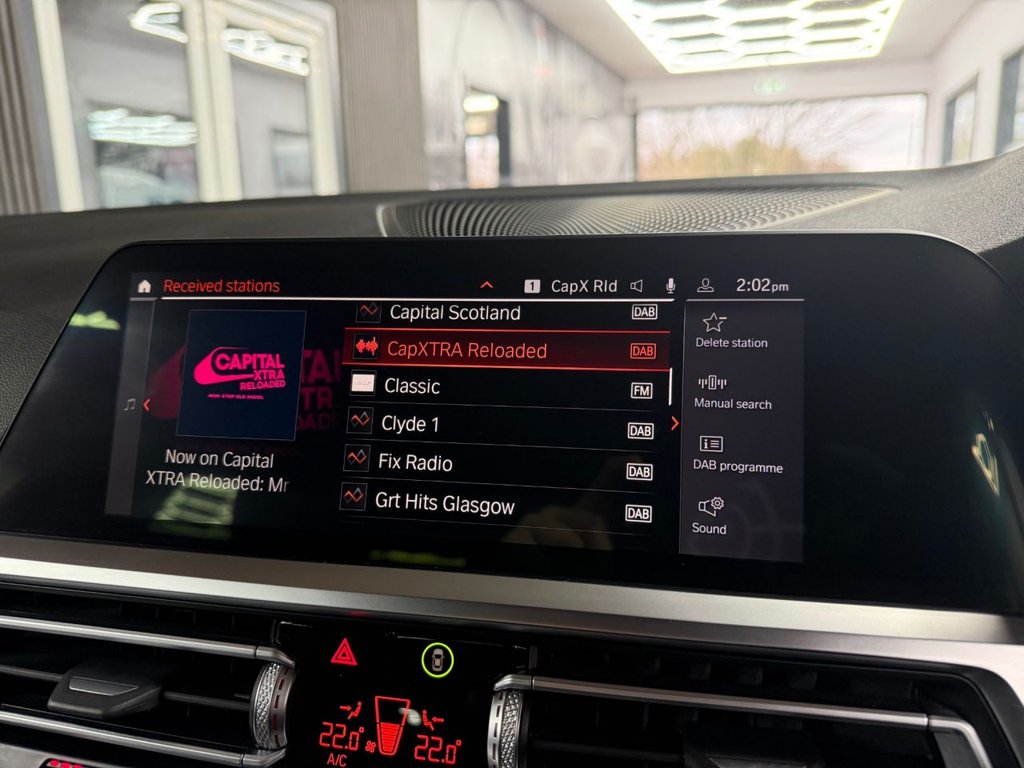 Received stations
1 CapX Rld
2:02pm
CAPITAL
XTRA
RELOADED
Now on Capital
XTRA Reloaded: Mr
Capital Scotland DAB
CapXTRA Reloaded DAB
Classic FM
Clyde 1 DAB
Fix Radio DAB
Grt Hits Glasgow DAB
Delete station
Manual search
DAB programme
Sound
22.0°
22.0°
A/C